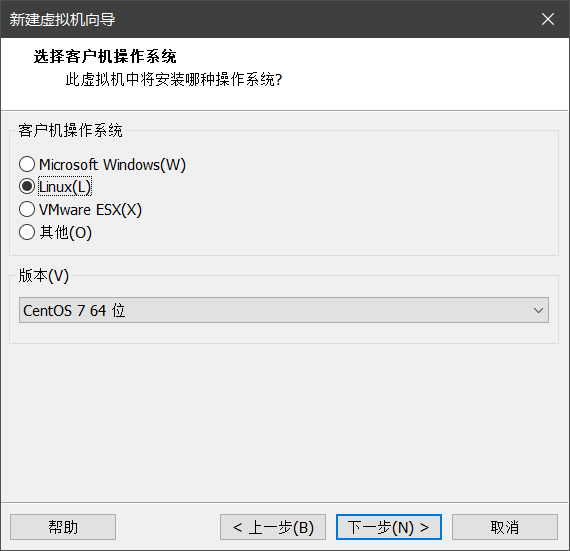 新建虚拟机向导
选择客户机操作系统
此虚拟机中将安装哪种操作系统?
客户机操作系统
Microsoft Windows(W)
Linux(L)
VMware ESX(X)
其他(O)
版本(V)
CentOS 7 64 位
帮助
< 上一步(B)
下一步(N) >
取消